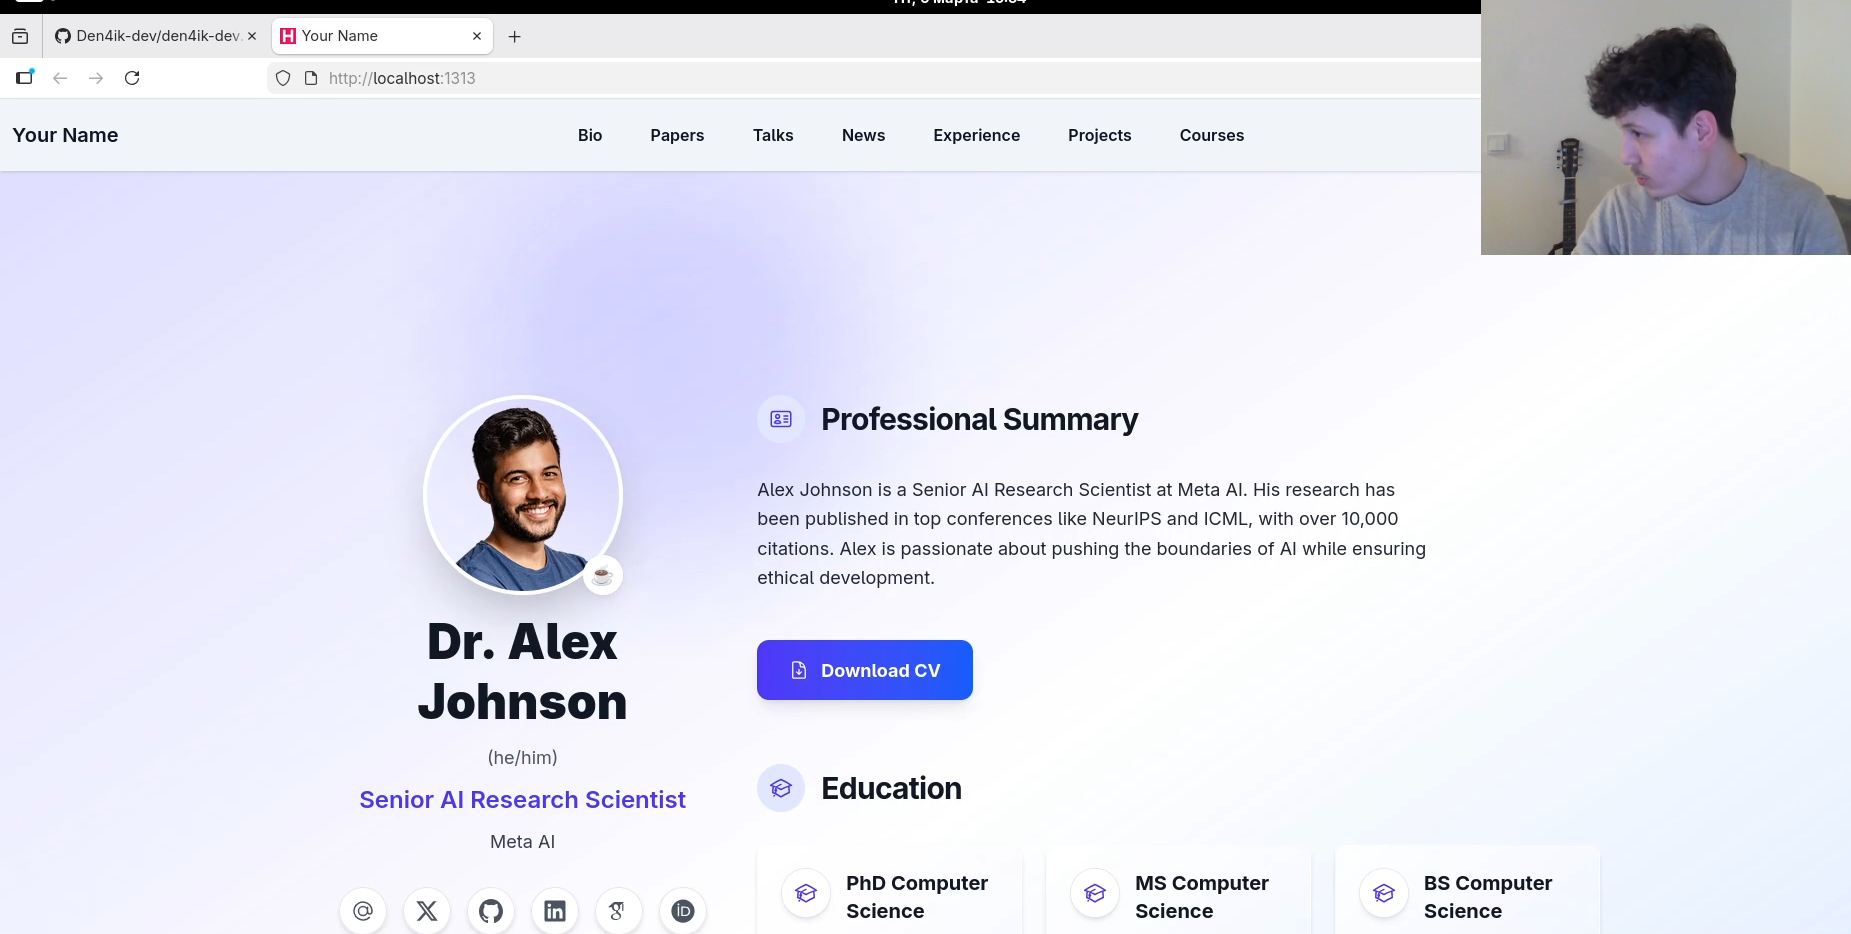 Den4ik-dev/den4ik-dev.
Your Name
http://localhost:1313
Your Name
Bio
Papers
Talks
News
Experience
Projects
Courses
Professional Summary
Alex Johnson is a Senior AI Research Scientist at Meta AI. His research has
been published in top conferences like NeurIPS and ICML, with over 10,000
citations. Alex is passionate about pushing the boundaries of AI while ensuring
ethical development.
Download CV
Dr. Alex
Johnson
(he/him)
Senior AI Research Scientist
Meta AI
iD
Education
PhD Computer
Science
MS Computer
Science
BS Computer
Science